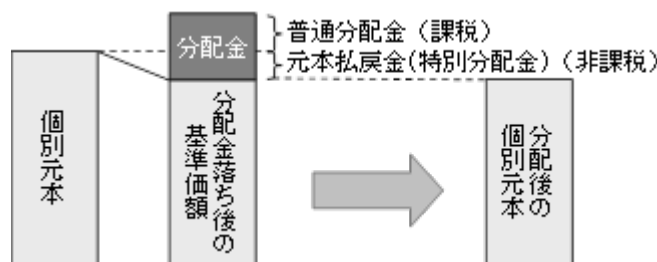 分配金
普通分配金（課税）
元本払戻金(特別分配金)（非課税）
個別元本
分配金落ち後の
基準価額
分配後の
個別元本